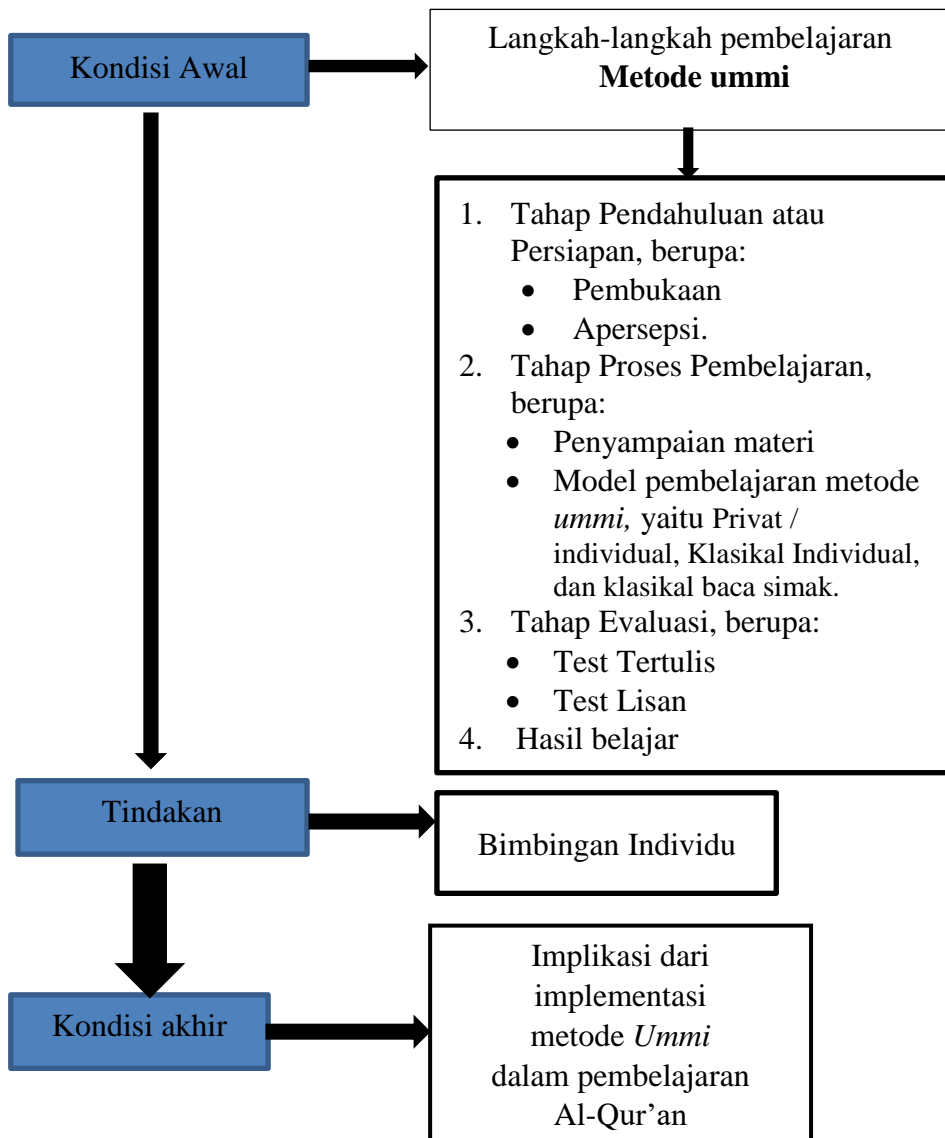 Kondisi Awal
Langkah-langkah pembelajaran
Metode ummi
1. Tahap Pendahuluan atau
Persiapan, berupa:
• Pembukaan
• Apersepsi.
2. Tahap Proses Pembelajaran,
berupa:
• Penyampaian materi
• Model pembelajaran metode
ummi, yaitu Privat /
individual, Klasikal Individual,
dan klasikal baca simak.
3. Tahap Evaluasi, berupa:
• Test Tertulis
• Test Lisan
4. Hasil belajar
Tindakan
Bimbingan Individu
Kondisi akhir
Implikasi dari
implementasi
metode Ummi
dalam pembelajaran
Al-Qur’an